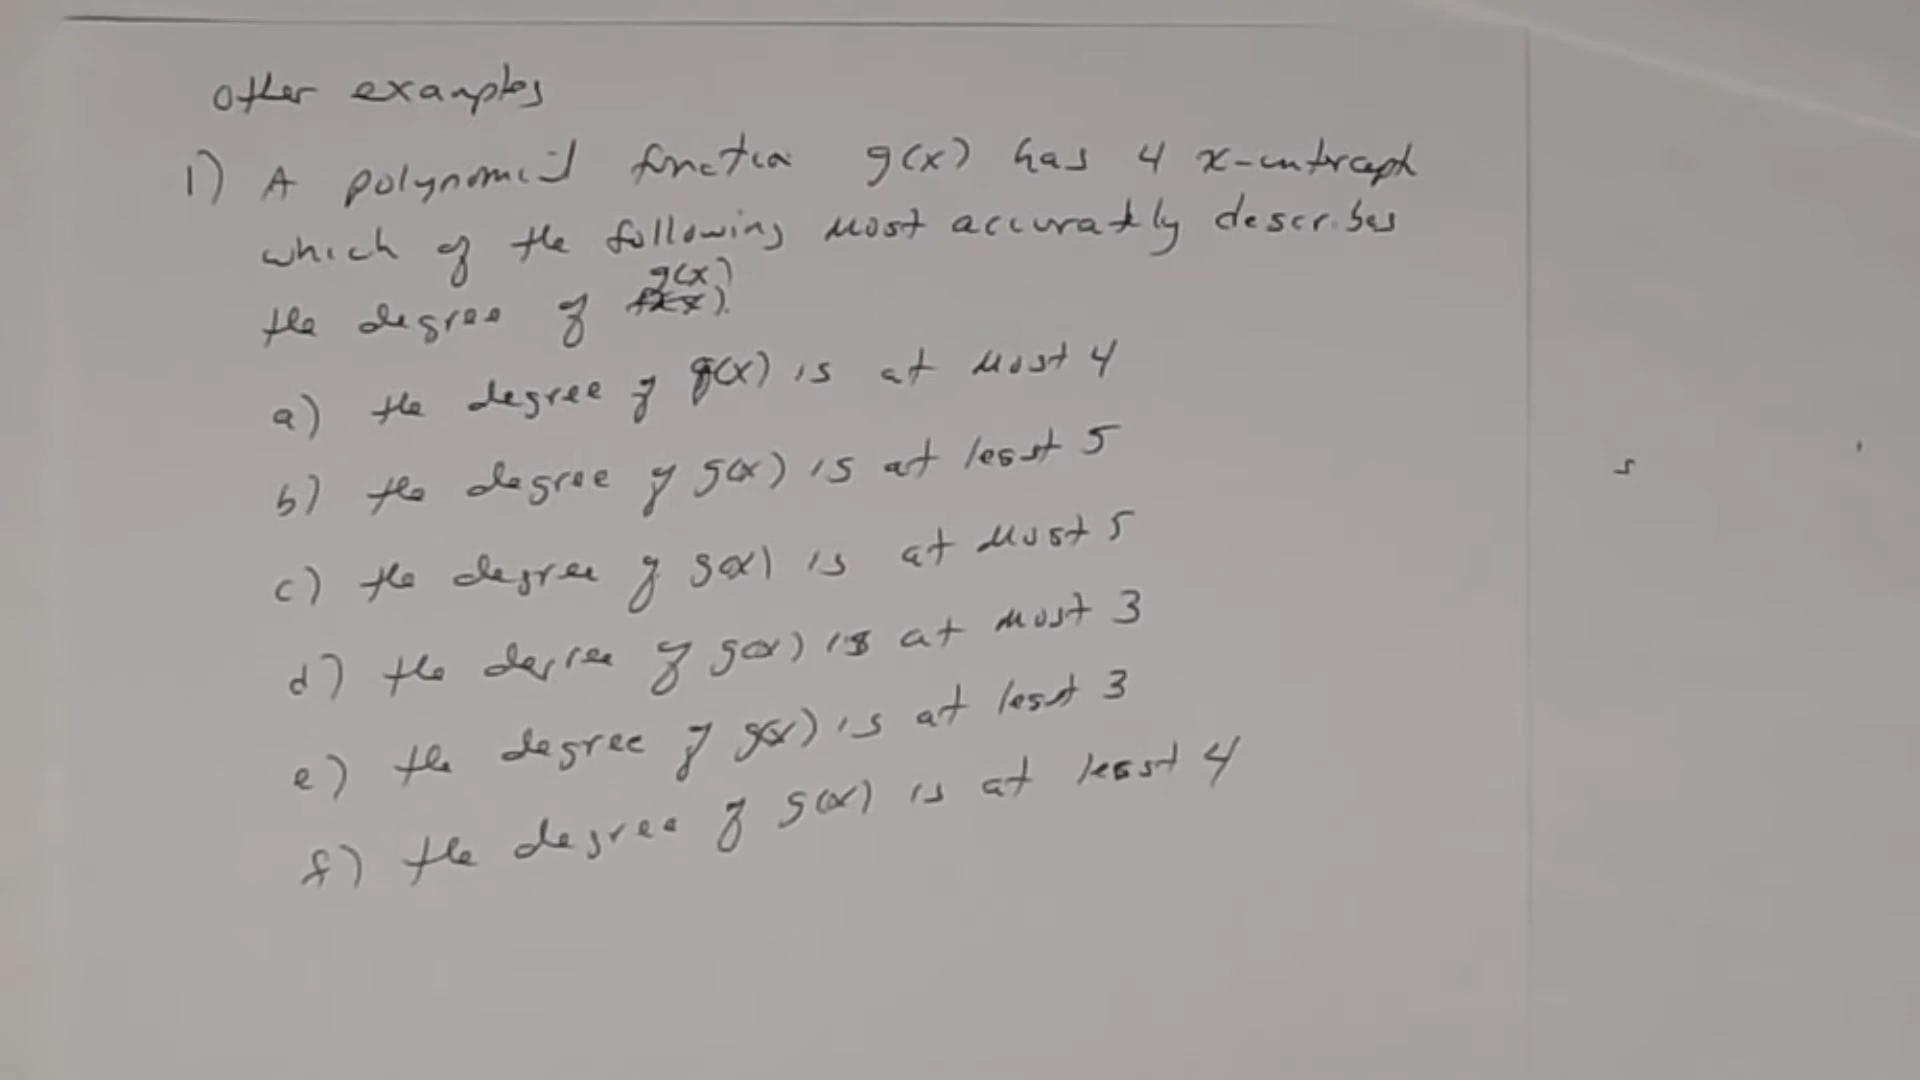 other examples
1) A polynomial function g(x) has 4 x-intercept
which of the following most accurately describes
the degree of g(x)
a) the degree of g(x) is at most 4
b) the degree of g(x) is at least 5
c) the degree of g(x) is at most 5
d) the degree of g(x) is at most 3
e) the degree of g(x) is at least 3
f) the degree of g(x) is at least 4